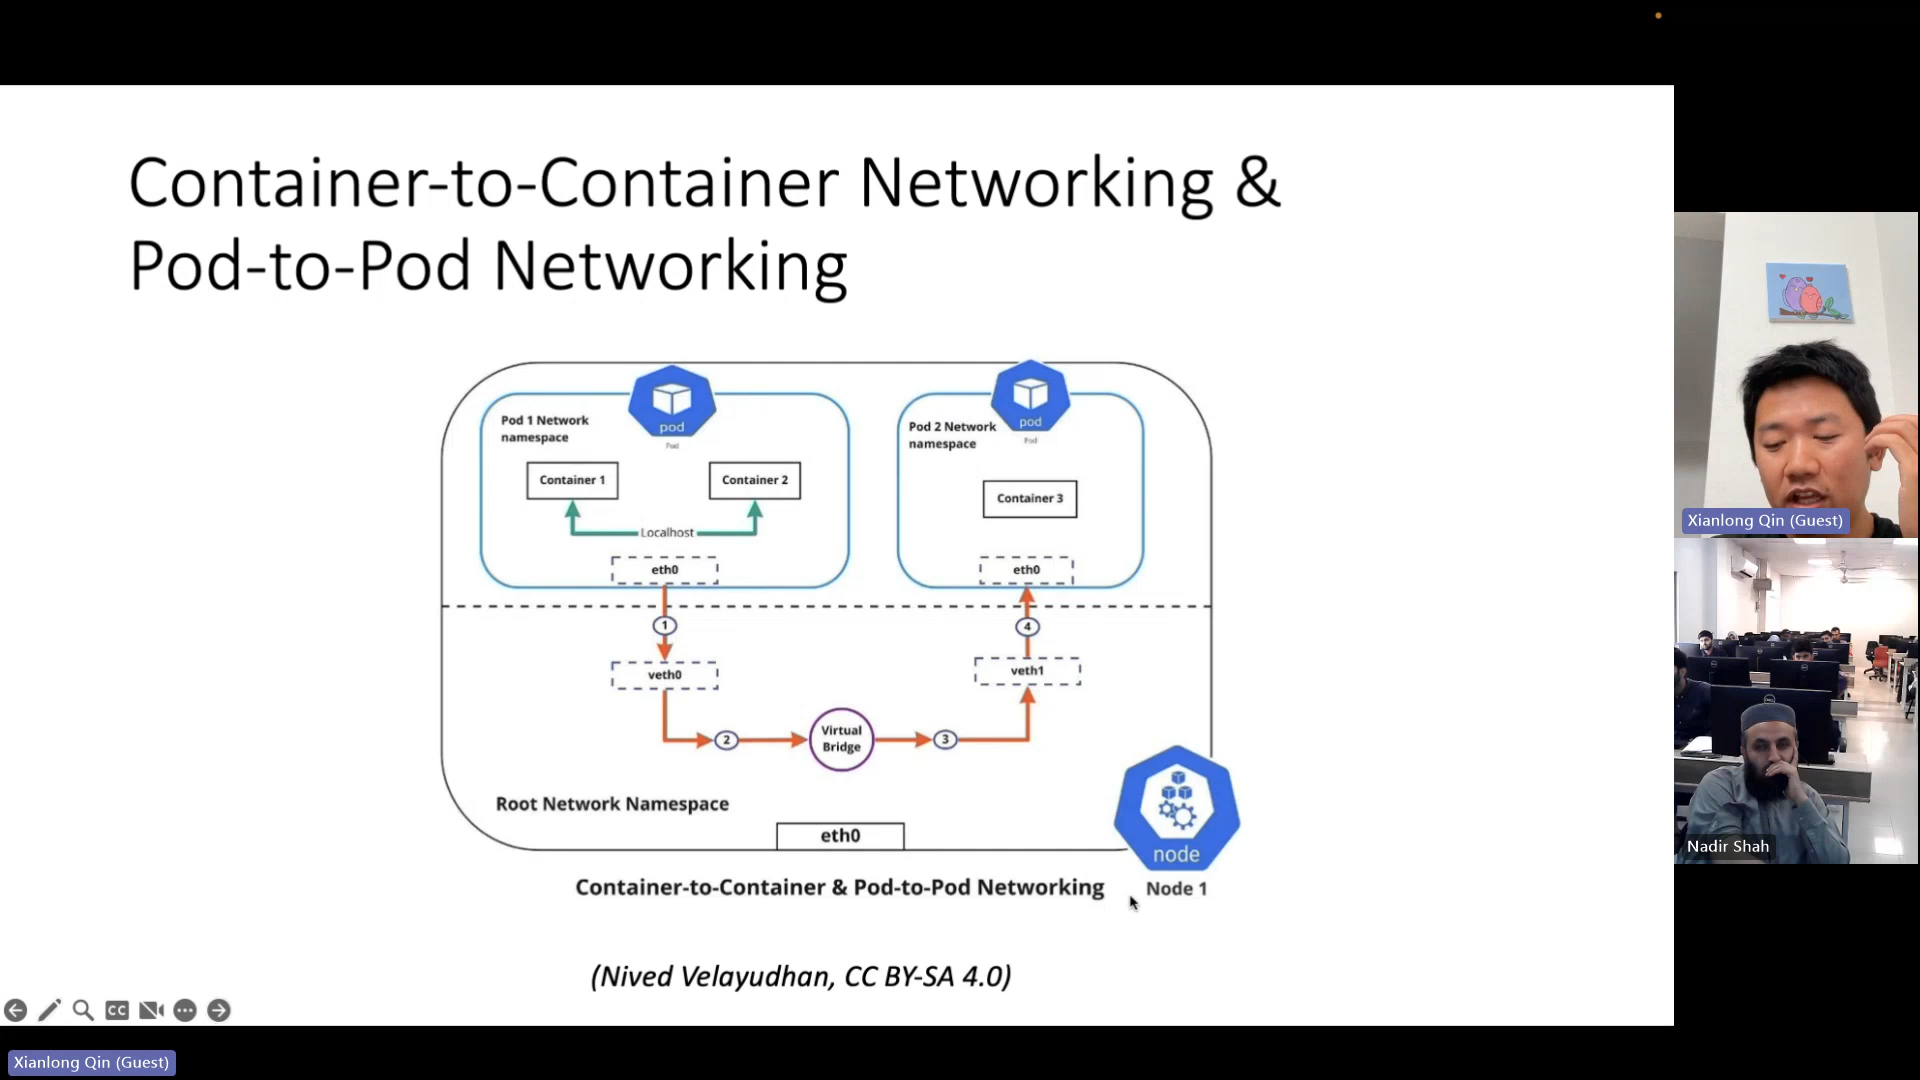 Container-to-Container Networking &
Pod-to-Pod Networking
Pod 1 Network
namespace
pod
Pod
Container 1
Container 2
Localhost
eth0
Pod 2 Network
namespace
pod
Pod
Container 3
eth0
1
4
veth0
veth1
2
Virtual
Bridge
3
Root Network Namespace
eth0
node
Container-to-Container & Pod-to-Pod Networking
Node 1
(Nived Velayudhan, CC BY-SA 4.0)
CC
Xianlong Qin (Guest)
Nadir Shah
Xianlong Qin (Guest)